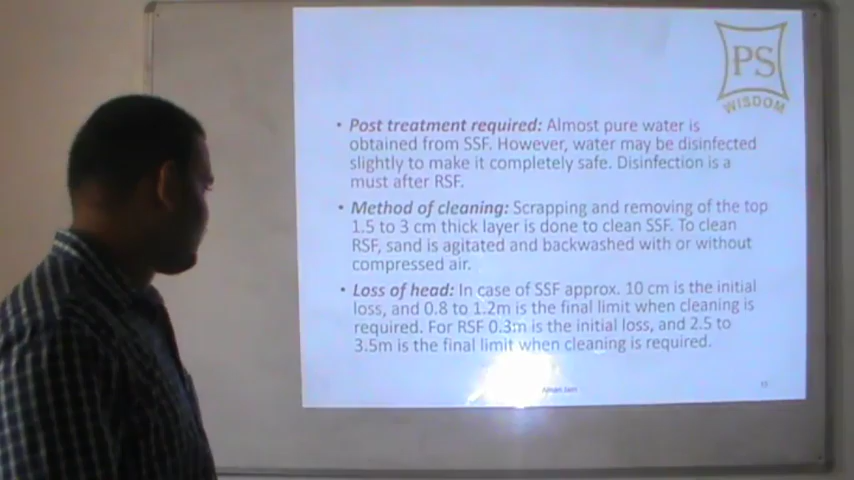 PS
WISDOM
• Post treatment required: Almost pure water is
obtained from SSF. However, water may be disinfected
slightly to make it completely safe. Disinfection is a
must after RSF.
• Method of cleaning: Scrapping and removing of the top
1.5 to 3 cm thick layer is done to clean SSF. To clean
RSF, sand is agitated and backwashed with or without
compressed air.
• Loss of head: In case of SSF approx. 10 cm is the initial
loss, and 0.8 to 1.2m is the final limit when cleaning is
required. For RSF 0.3m is the initial loss, and 2.5 to
3.5m is the final limit when cleaning is required.
Jain